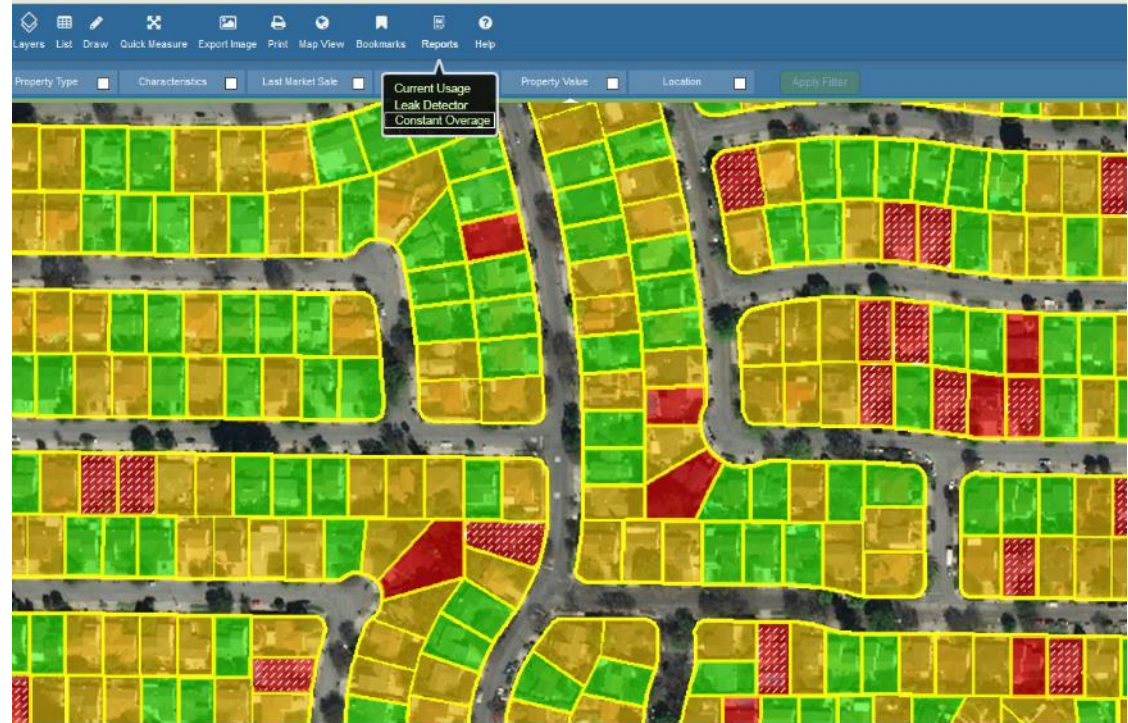 Layers List Draw Quick Measure Export Image Print Map View Bookmarks Reports Help
Property Type Characteristics Last Market Sale Property Value Location Apply Filter
Current Usage
Leak Detector
Constant Overage